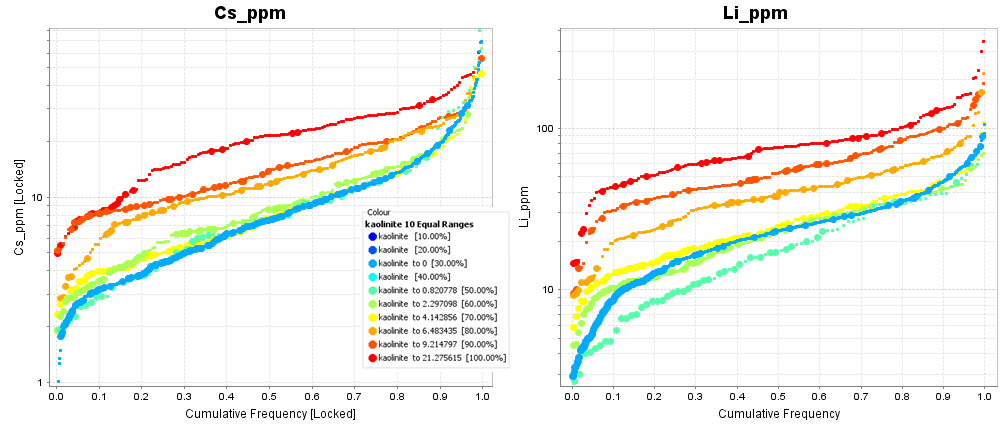 Cs_ppm
Li_ppm
Cs_ppm [Locked]
10
1
0.0 0.1 0.2 0.3 0.4 0.5 0.6 0.7 0.8 0.9 1.0
Cumulative Frequency [Locked]
Colour
kaolinite 10 Equal Ranges
kaolinite [10.00%]
kaolinite [20.00%]
kaolinite to 0 [30.00%]
kaolinite [40.00%]
kaolinite to 0.820778 [50.00%]
kaolinite to 2.297098 [60.00%]
kaolinite to 4.142856 [70.00%]
kaolinite to 6.483435 [80.00%]
kaolinite to 9.214797 [90.00%]
kaolinite to 21.275615 [100.00%]
Li_ppm
100
10
0.0 0.1 0.2 0.3 0.4 0.5 0.6 0.7 0.8 0.9 1.0
Cumulative Frequency